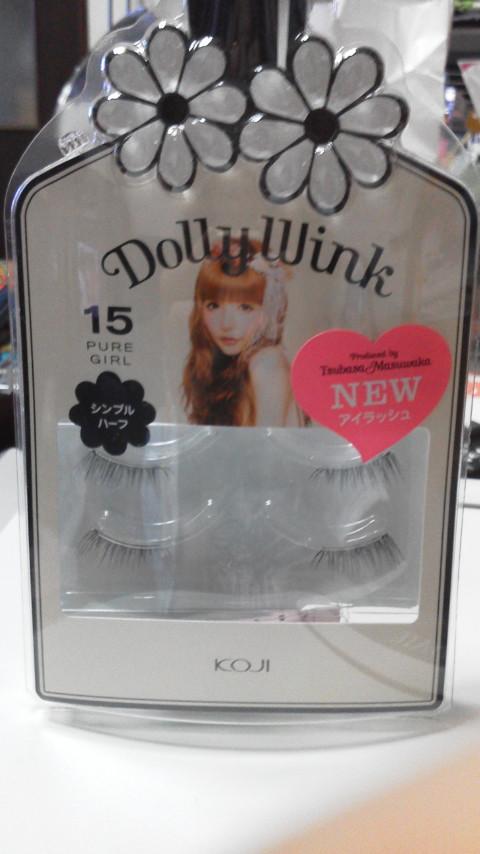 Dolly Wink
15
PURE
GIRL
シンプル
ハーフ
Produced by
Tsubasa Masuwaka
NEW
アイラッシュ
KOJI